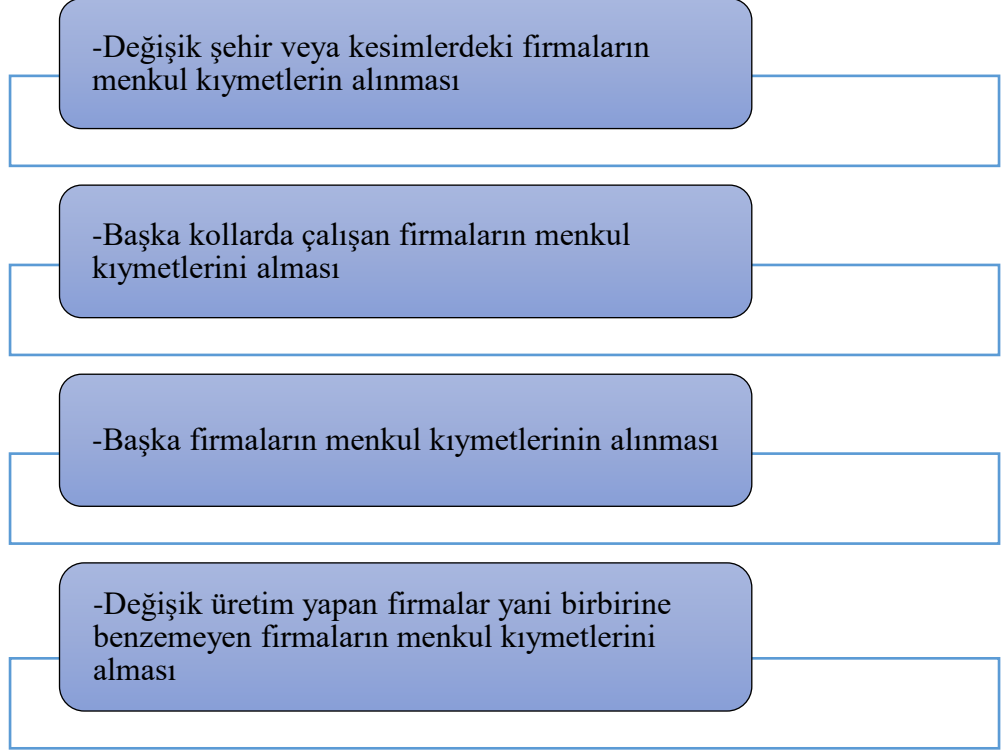 -Değişik şehir veya kesimlerdeki firmaların
menkul kıymetlerin alınması
-Başka kollarda çalışan firmaların menkul
kıymetlerini alması
-Başka firmaların menkul kıymetlerinin alınması
-Değişik üretim yapan firmalar yani birbirine
benzemeyen firmaların menkul kıymetlerini
alması